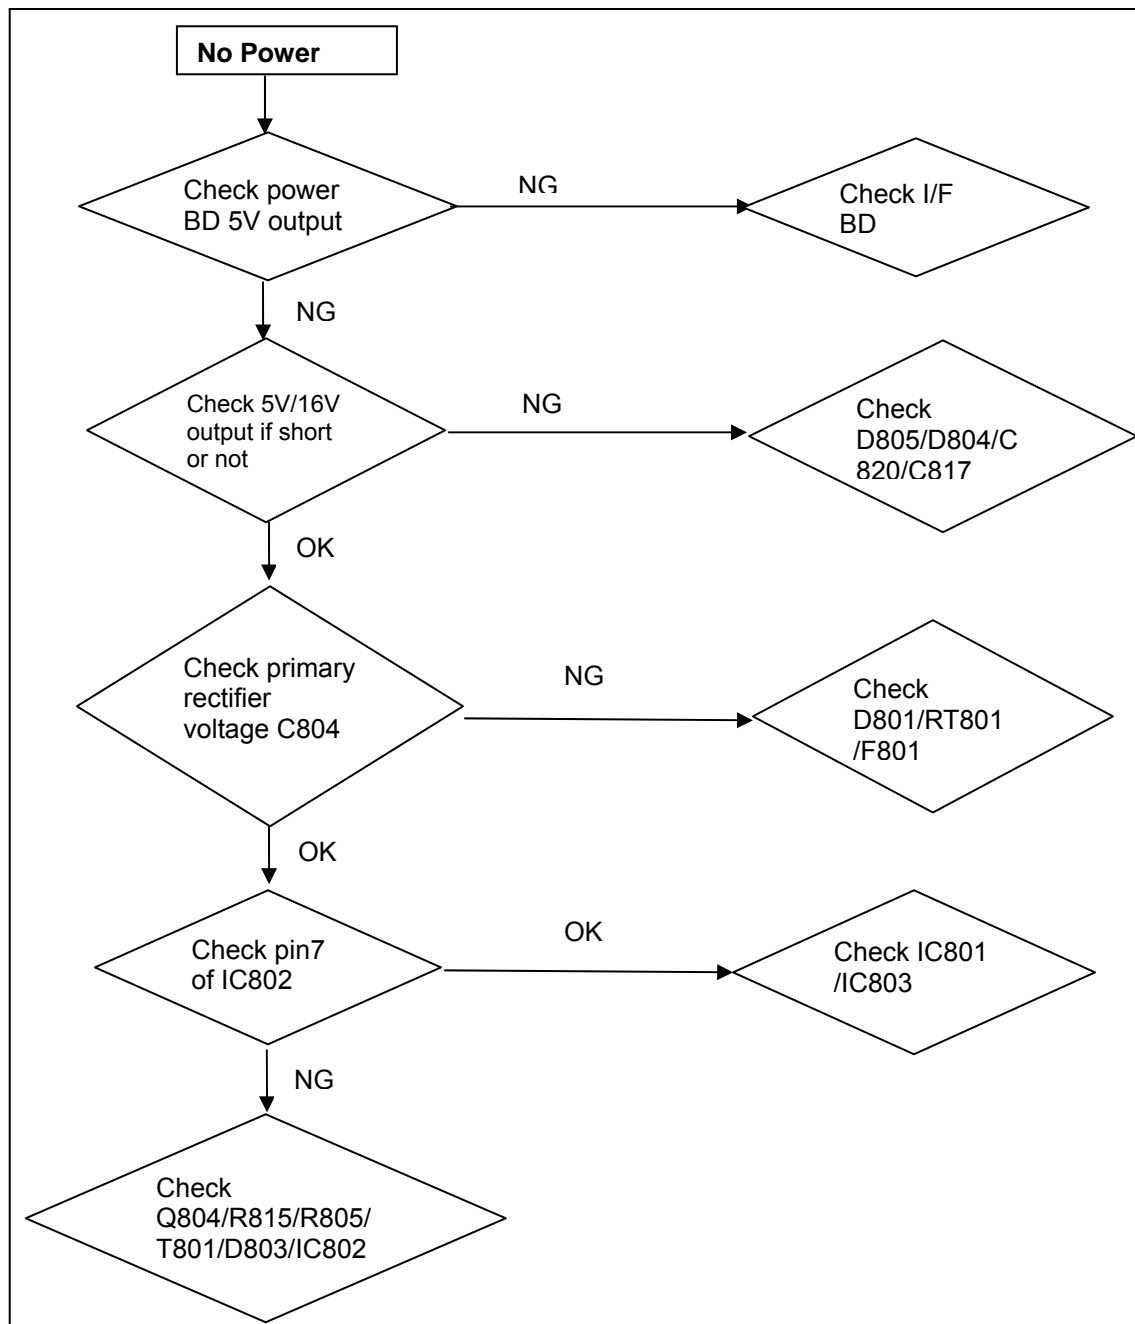 No Power
Check power
BD 5V output
NG
Check I/F
BD
NG
Check 5V/16V
output if short
or not
NG
Check
D805/D804/C
820/C817
OK
Check primary
rectifier
voltage C804
NG
Check
D801/RT801
/F801
OK
Check pin7
of IC802
OK
Check IC801
/IC803
NG
Check
Q804/R815/R805/
T801/D803/IC802